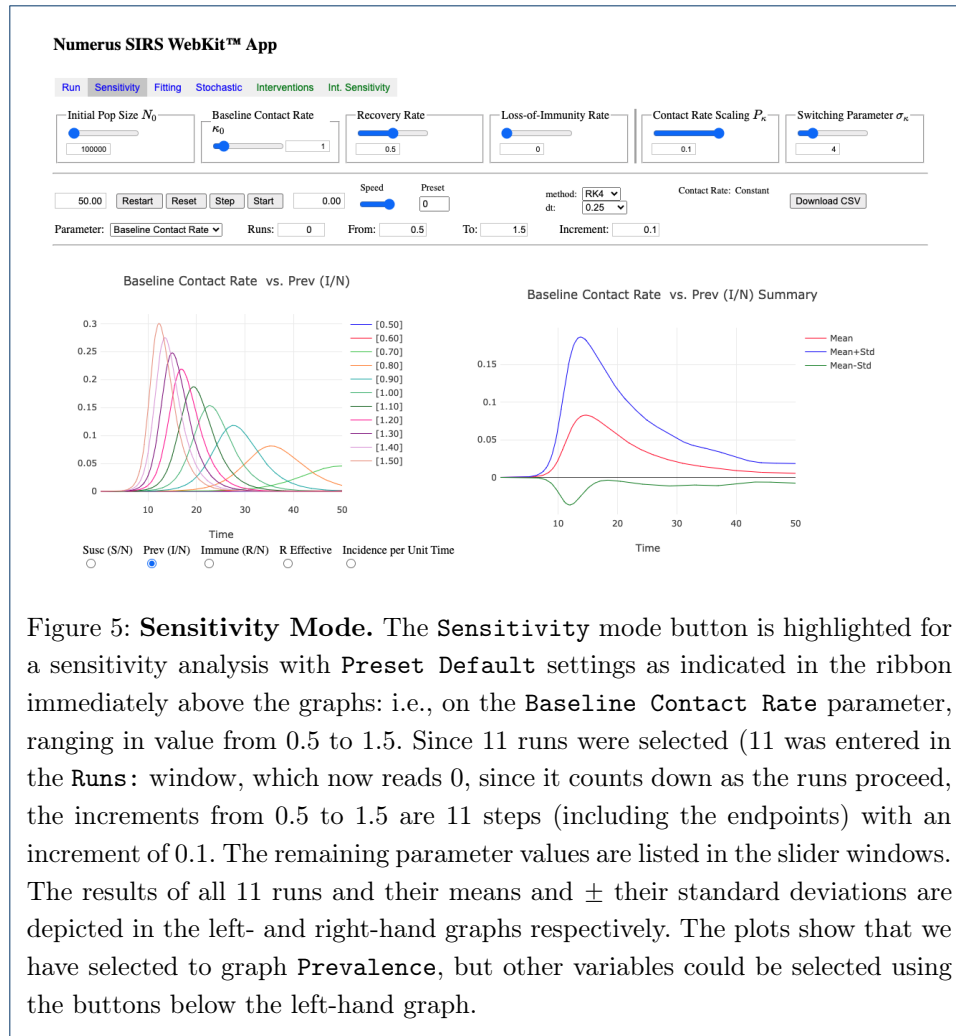 Numerus SIRS WebKit™ App
Run Sensitivity Fitting Stochastic Interventions Int. Sensitivity
Initial Pop Size N₀
100000
Baseline Contact Rate
κ₀ 1
Recovery Rate
0.5
Loss-of-Immunity Rate
0
Contact Rate Scaling Pκ
0.1
Switching Parameter σκ
4
50.00 Restart Reset Step Start 0.00
Speed
Preset
0
method: RK4
dt: 0.25
Contact Rate: Constant
Download CSV
Parameter: Baseline Contact Rate Runs: 0 From: 0.5 To: 1.5 Increment: 0.1
Baseline Contact Rate vs. Prev (I/N)
0.3
0.25
0.2
0.15
0.1
0.05
0
10 20 30 40 50
Time
[0.50]
[0.60]
[0.70]
[0.80]
[0.90]
[1.00]
[1.10]
[1.20]
[1.30]
[1.40]
[1.50]
Baseline Contact Rate vs. Prev (I/N) Summary
0.15
0.1
0.05
0
10 20 30 40 50
Time
Mean
Mean+Std
Mean-Std
Susc (S/N) Prev (I/N) Immune (R/N) R Effective Incidence per Unit Time
Figure 5: Sensitivity Mode. The Sensitivity mode button is highlighted for
a sensitivity analysis with Preset Default settings as indicated in the ribbon
immediately above the graphs: i.e., on the Baseline Contact Rate parameter,
ranging in value from 0.5 to 1.5. Since 11 runs were selected (11 was entered in
the Runs: window, which now reads 0, since it counts down as the runs proceed,
the increments from 0.5 to 1.5 are 11 steps (including the endpoints) with an
increment of 0.1. The remaining parameter values are listed in the slider windows.
The results of all 11 runs and their means and ± their standard deviations are
depicted in the left- and right-hand graphs respectively. The plots show that we
have selected to graph Prevalence, but other variables could be selected using
the buttons below the left-hand graph.